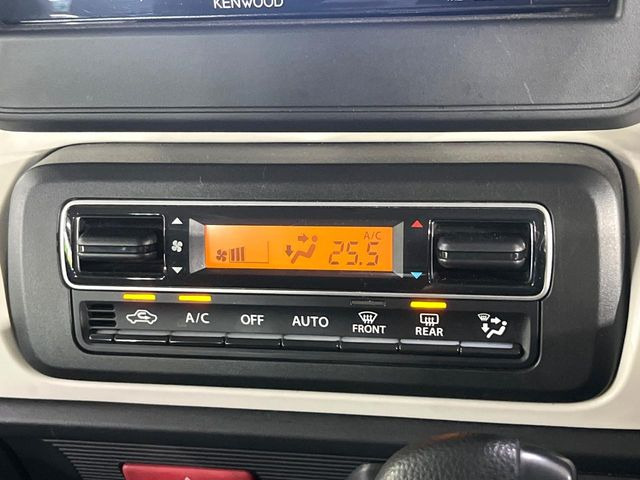 KENWOOD
A/C
25.5
A/C OFF AUTO FRONT REAR